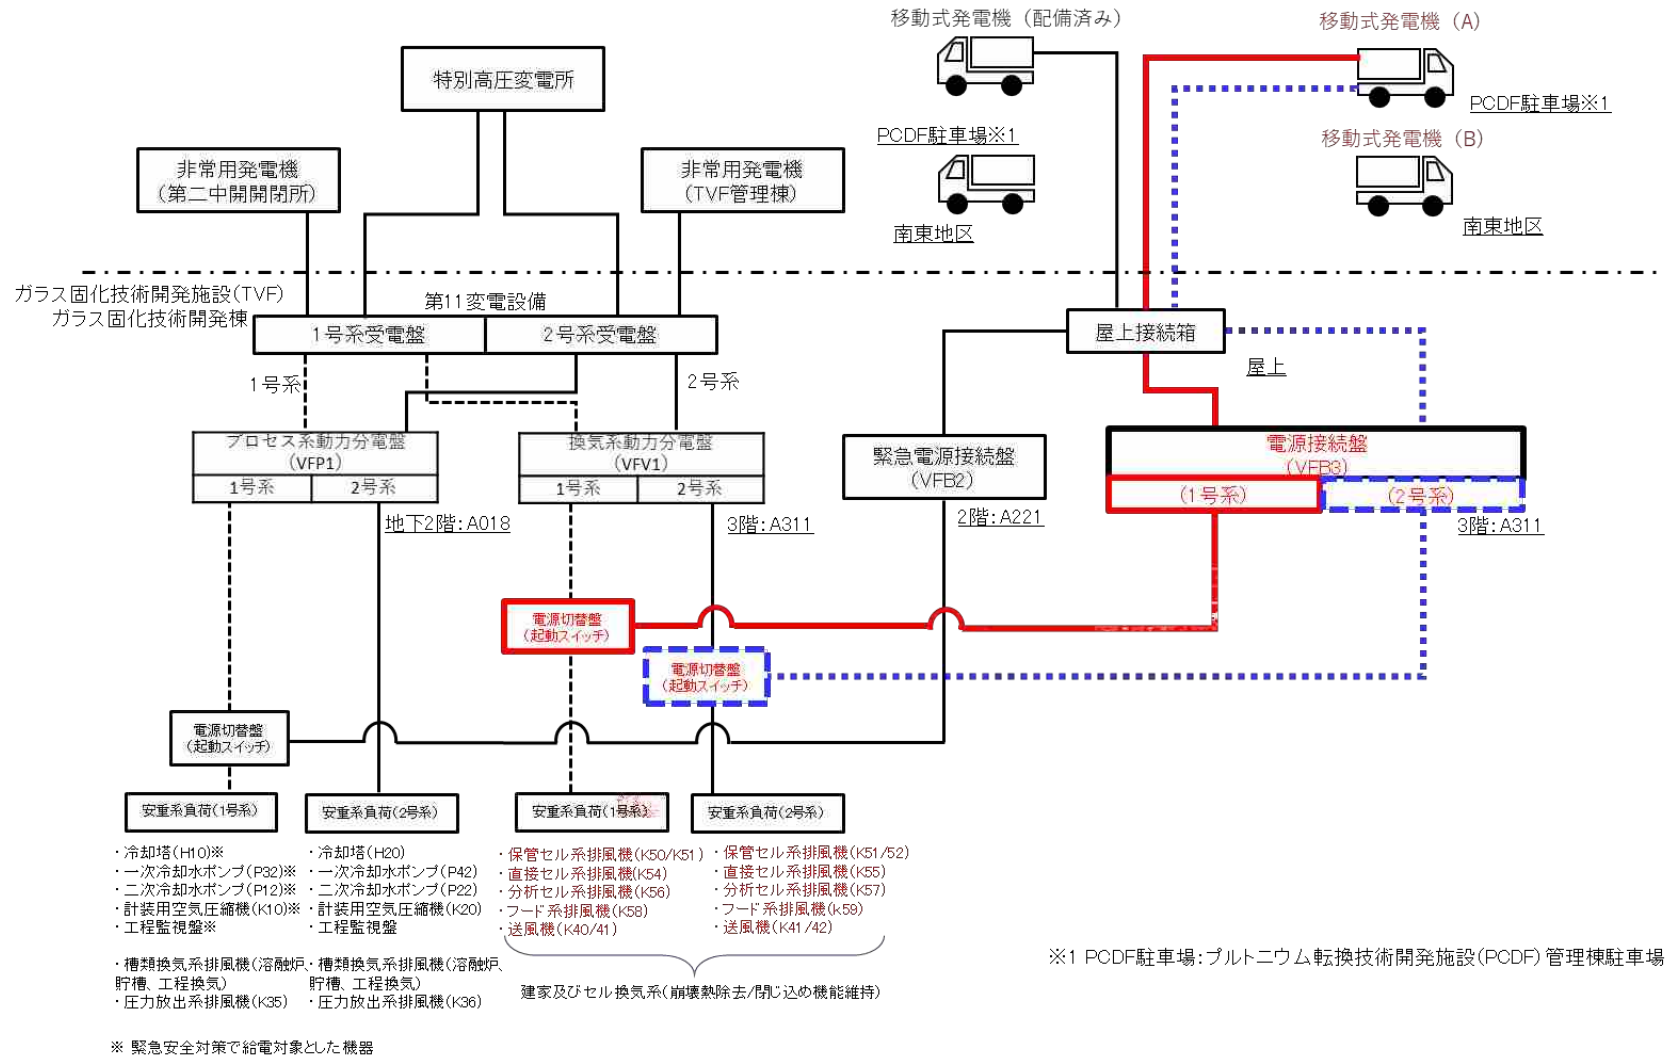 移動式発電機（配備済み）
移動式発電機（A）
特別高圧変電所
PCDF駐車場※1
PCDF駐車場※1
移動式発電機（B）
非常用発電機
（第二中開開閉所）
非常用発電機
(TVF管理棟)
南東地区
南東地区
ガラス固化技術開発施設(TVF)
ガラス固化技術開発棟
第11変電設備
1号系受電盤
2号系受電盤
屋上接続箱
屋上
1号系
2号系
プロセス系動力分電盤
(VFP1)
1号系
2号系
換気系動力分電盤
(VFV1)
1号系
2号系
緊急電源接続盤
(VFB2)
電源接続盤
(VFB3)
(1号系)
(2号系)
地下2階:A018
3階:A311
2階:A221
3階:A311
電源切替盤
(起動スイッチ)
電源切替盤
(起動スイッチ)
電源切替盤
(起動スイッチ)
安重系負荷(1号系)
安重系負荷(2号系)
安重系負荷(1号系)
安重系負荷(2号系)
・冷却塔(H10)※
・一次冷却水ポンプ(P32)※
・二次冷却水ポンプ(P12)※
・計装用空気圧縮機(K10)※
・工程監視盤※
・槽類換気系排風機(溶融炉、
貯槽、工程換気)
・圧力放出系排風機(K35)
・冷却塔(H20)
・一次冷却水ポンプ(P42)
・二次冷却水ポンプ(P22)
・計装用空気圧縮機(K20)
・工程監視盤
・槽類換気系排風機(溶融炉、
貯槽、工程換気)
・圧力放出系排風機(K36)
・保管セル系排風機(K50/K51)
・直接セル系排風機(K54)
・分析セル系排風機(K56)
・フード系排風機(K58)
・送風機(K40/41)
・保管セル系排風機(K51/52)
・直接セル系排風機(K55)
・分析セル系排風機(K57)
・フード系排風機(k59)
・送風機(K41/42)
建家及びセル換気系(崩壊熱除去/閉じ込め機能維持)
※1 PCDF駐車場:プルトニウム転換技術開発施設(PCDF)管理棟駐車場
※ 緊急安全対策で給電対象とした機器